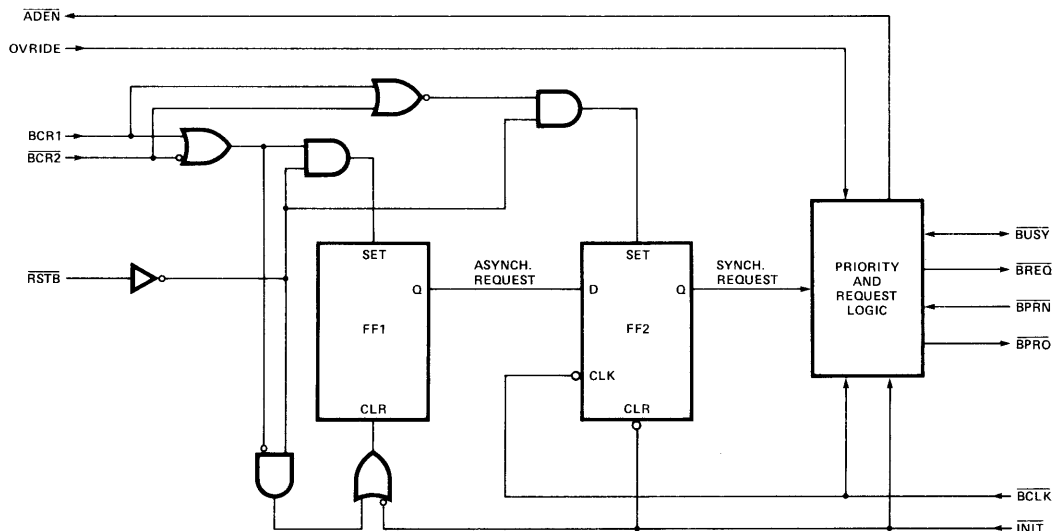 ADEN
OVRIDE
BCR1
BCR2
RSTB
SET
Q
FF1
CLR
ASYNCH.
REQUEST
SET
D
Q
FF2
CLK
CLR
SYNCH.
REQUEST
PRIORITY
AND
REQUEST
LOGIC
BUSY
BREQ
BPRN
BPRO
BCLK
INIT